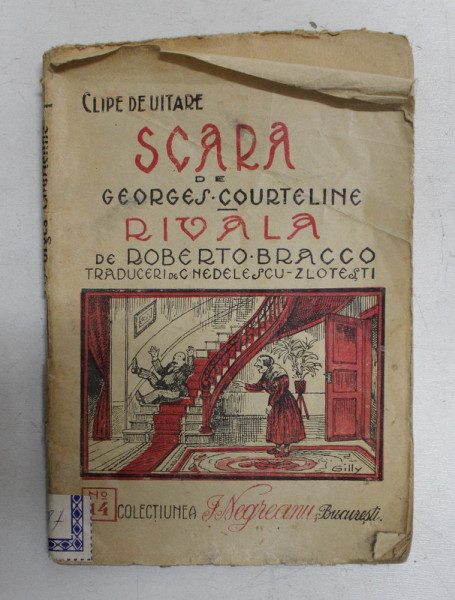 CLIPE DE UITARE
SCARA
DE
GEORGES·COURTELINE
RIVALA
DE ROBERTO·BRACCO
TRADUCERI DE C·NEDELESCU-ZLOTEȘTI
Gilly
No
14
COLECȚIUNEA I. Negreanu, București.